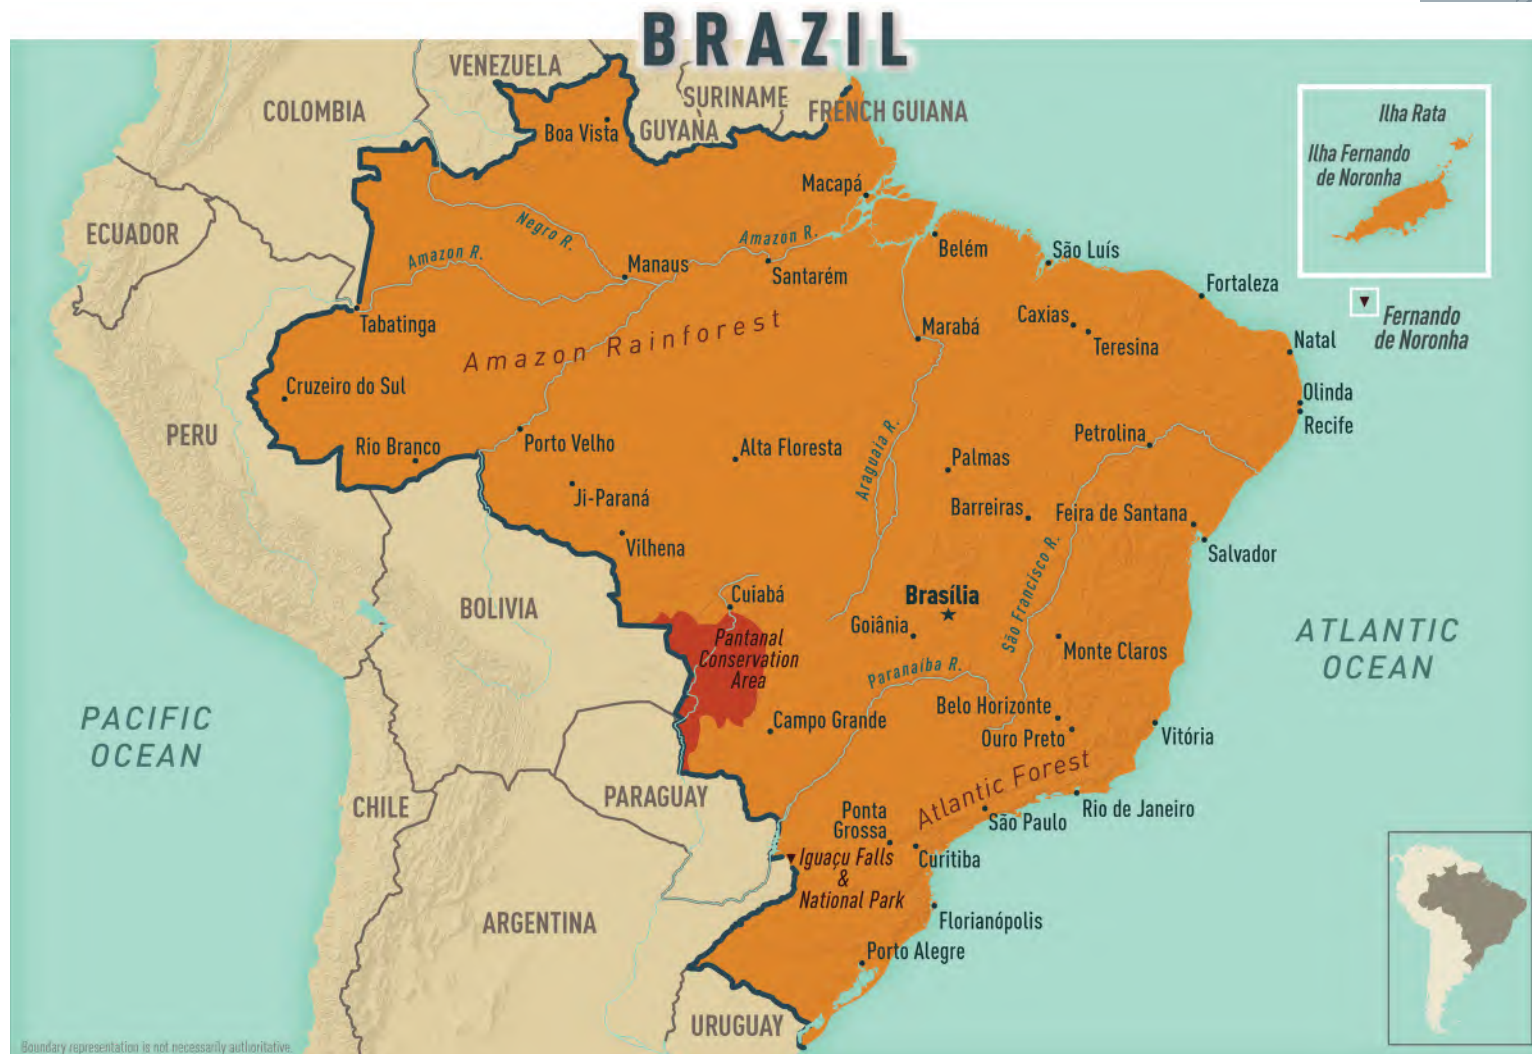 BRAZIL
VENEZUELA
COLOMBIA
SURINAME
GUYANA
FRENCH GUIANA
Boa Vista
Ilha Rata
Ilha Fernando
de Noronha
Macapá
ECUADOR
Negro R.
Amazon R.
Amazon R.
Belém
São Luís
Manaus
Santarém
Fortaleza
Tabatinga
Amazon Rainforest
Marabá
Caxias
Teresina
Fernando
de Noronha
Natal
Cruzeiro do Sul
Olinda
Recife
PERU
Río Branco
Porto Velho
Alta Floresta
Araguaia R.
Palmas
Petrolina
Ji-Paraná
Barreiras
Feira de Santana
Vilhena
Salvador
BOLIVIA
Cuiabá
Brasília
Goiânia
São Francisco R.
Pantanal
Conservation
Area
Monte Claros
ATLANTIC
OCEAN
Paranaiba R.
PACIFIC
OCEAN
Campo Grande
Belo Horizonte
Ouro Preto
Vitória
Atlantic Forest
PARAGUAY
CHILE
Ponta
Grossa
São Paulo
Rio de Janeiro
Iguaçu Falls
&
National Park
Curitiba
ARGENTINA
Florianópolis
Porto Alegre
URUGUAY
Boundary representation is not necessarily authoritative.